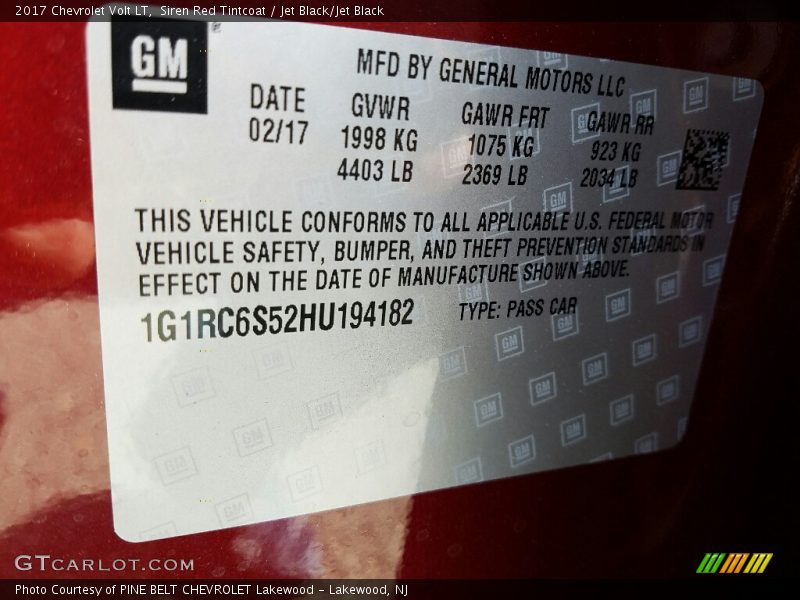 2017 Chevrolet Volt LT, Siren Red Tintcoat / Jet Black/Jet Black
GM
MFD BY GENERAL MOTORS LLC
DATE GVWR GAWR FRT GAWR RR
02/17 1998 KG 1075 KG 923 KG
4403 LB 2369 LB 2034 LB
THIS VEHICLE CONFORMS TO ALL APPLICABLE U.S. FEDERAL MOTOR
VEHICLE SAFETY, BUMPER, AND THEFT PREVENTION STANDARDS IN
EFFECT ON THE DATE OF MANUFACTURE SHOWN ABOVE.
1G1RC6S52HU194182 TYPE: PASS CAR
GTCARLOT.COM
Photo Courtesy of PINE BELT CHEVROLET Lakewood - Lakewood, NJ